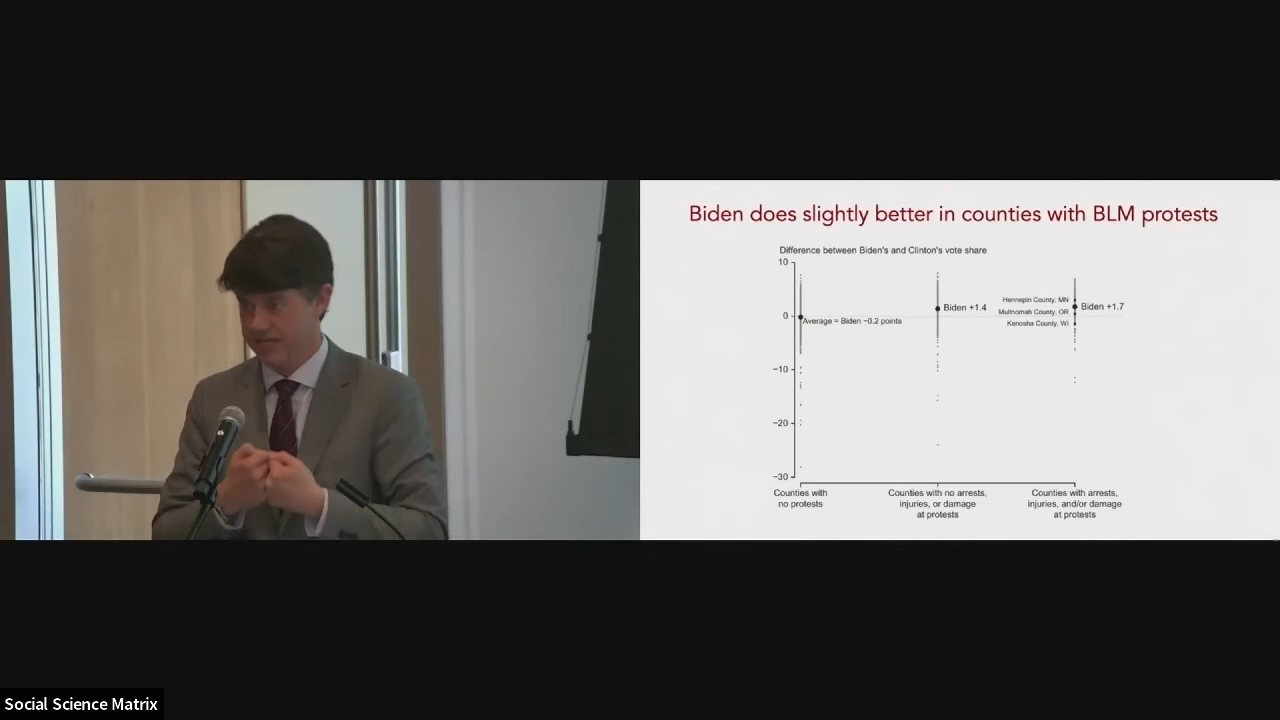 Biden does slightly better in counties with BLM protests
Difference between Biden's and Clinton's vote share
10
0
−10
−20
−30
Average = Biden −0.2 points
Biden +1.4
Hennepin County, MN
Multnomah County, OR
Kenosha County, WI
Biden +1.7
Counties with
no protests
Counties with no arrests,
injuries, or damage
at protests
Counties with arrests,
injuries, and/or damage
at protests
Social Science Matrix